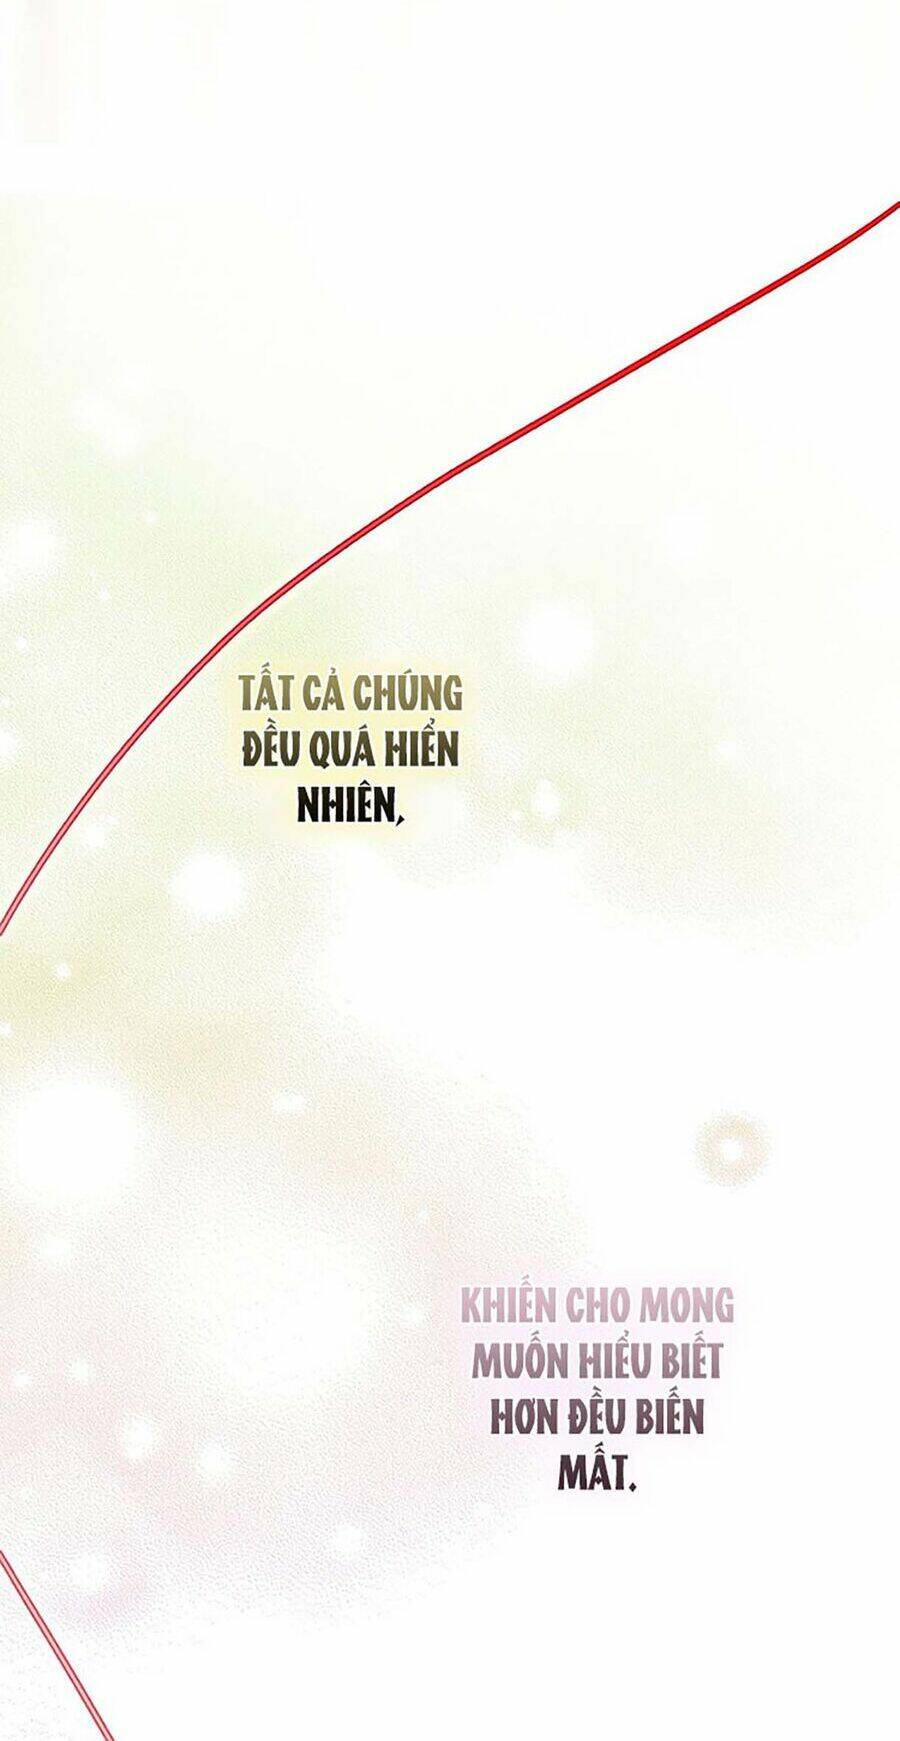 TẤT CẢ CHÚNG
ĐỀU QUÁ HIỂN
NHIÊN,
KHIẾN CHO MONG
MUỐN HIỂU BIẾT
HƠN ĐỀU BIẾN
MẤT.